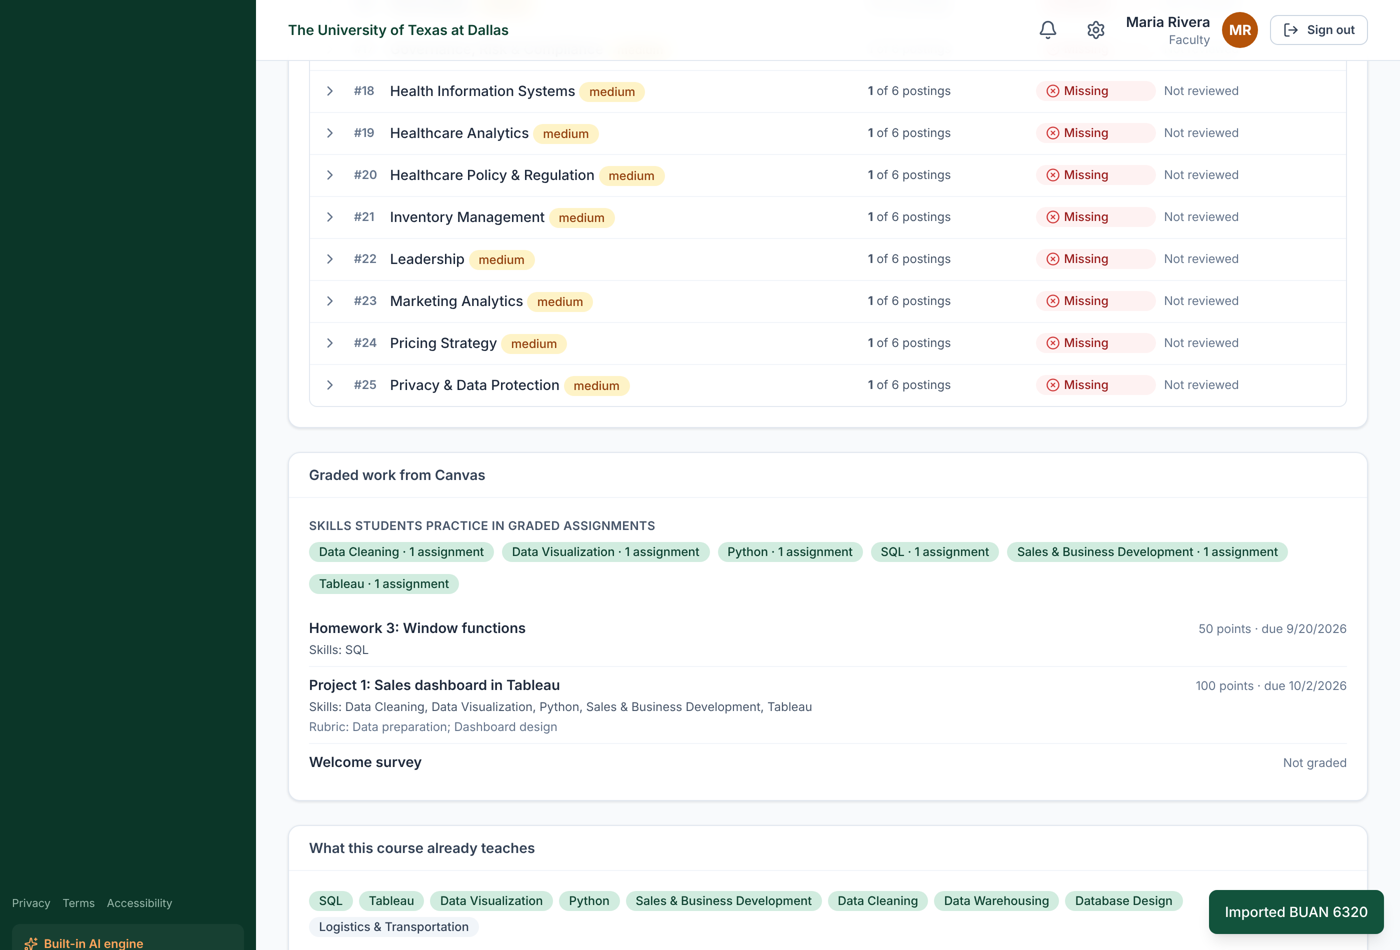 The University of Texas at Dallas
Maria Rivera
Faculty
MR
Sign out
#18 Health Information Systems medium 1 of 6 postings Missing Not reviewed
#19 Healthcare Analytics medium 1 of 6 postings Missing Not reviewed
#20 Healthcare Policy & Regulation medium 1 of 6 postings Missing Not reviewed
#21 Inventory Management medium 1 of 6 postings Missing Not reviewed
#22 Leadership medium 1 of 6 postings Missing Not reviewed
#23 Marketing Analytics medium 1 of 6 postings Missing Not reviewed
#24 Pricing Strategy medium 1 of 6 postings Missing Not reviewed
#25 Privacy & Data Protection medium 1 of 6 postings Missing Not reviewed
Graded work from Canvas
SKILLS STUDENTS PRACTICE IN GRADED ASSIGNMENTS
Data Cleaning · 1 assignment Data Visualization · 1 assignment Python · 1 assignment SQL · 1 assignment Sales & Business Development · 1 assignment
Tableau · 1 assignment
Homework 3: Window functions 50 points · due 9/20/2026
Skills: SQL
Project 1: Sales dashboard in Tableau 100 points · due 10/2/2026
Skills: Data Cleaning, Data Visualization, Python, Sales & Business Development, Tableau
Rubric: Data preparation; Dashboard design
Welcome survey Not graded
What this course already teaches
SQL Tableau Data Visualization Python Sales & Business Development Data Cleaning Data Warehousing Database Design
Logistics & Transportation
Imported BUAN 6320
Privacy Terms Accessibility
Built-in AI engine